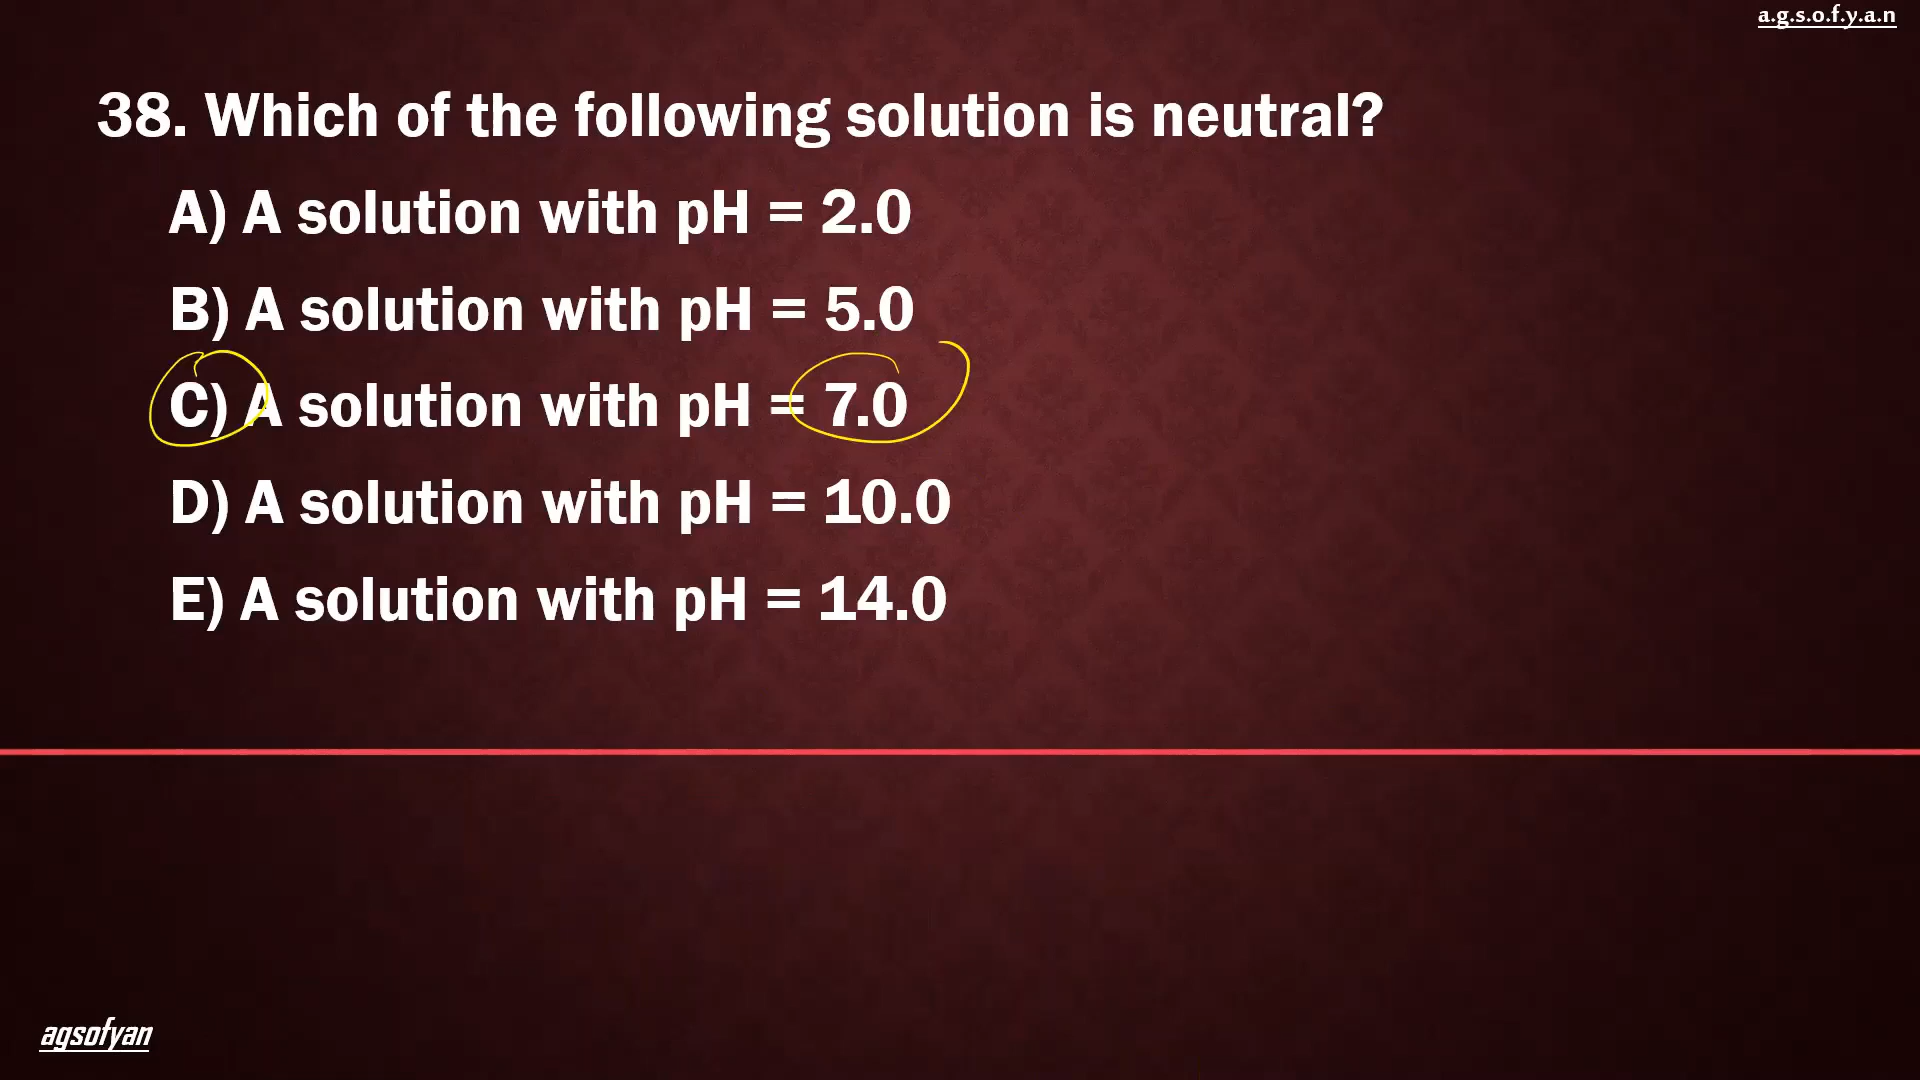 a.g.s.o.f.y.a.n
38. Which of the following solution is neutral?
A) A solution with pH = 2.0
B) A solution with pH = 5.0
C) A solution with pH = 7.0
D) A solution with pH = 10.0
E) A solution with pH = 14.0
agsofyan